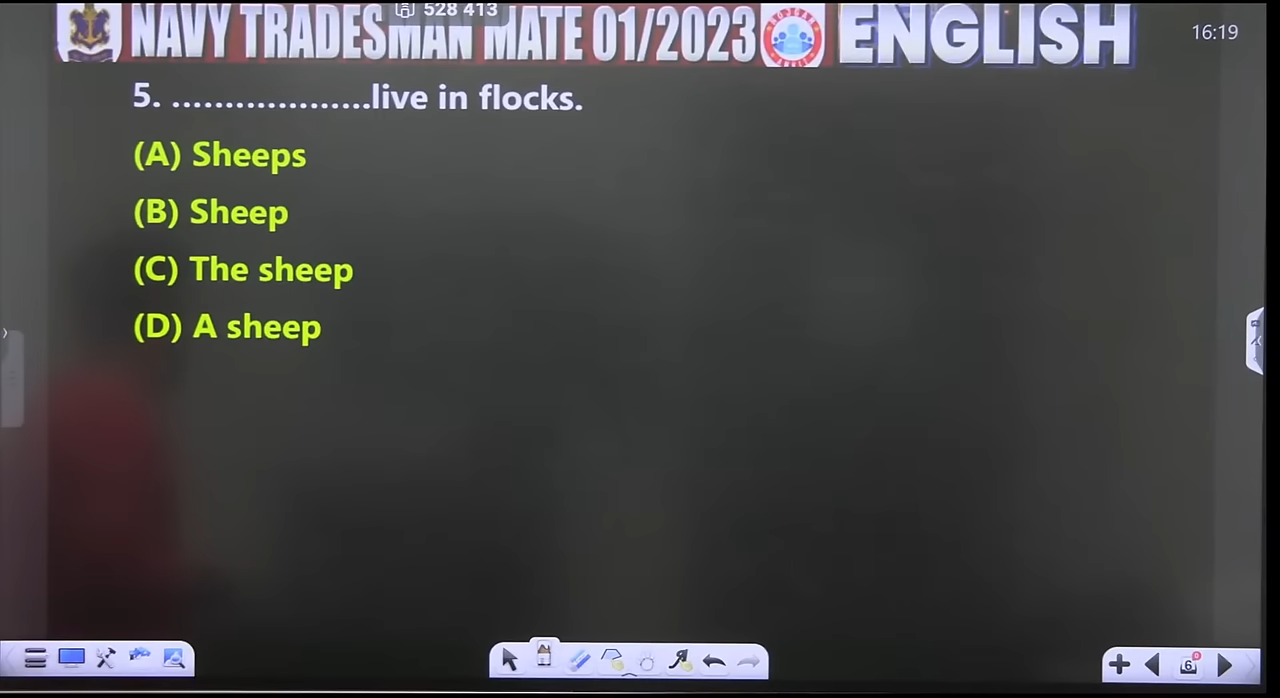 528 413
NAVY TRADESMAN MATE 01/2023 ENGLISH
16:19
5. ...................live in flocks.
(A) Sheeps
(B) Sheep
(C) The sheep
(D) A sheep
6